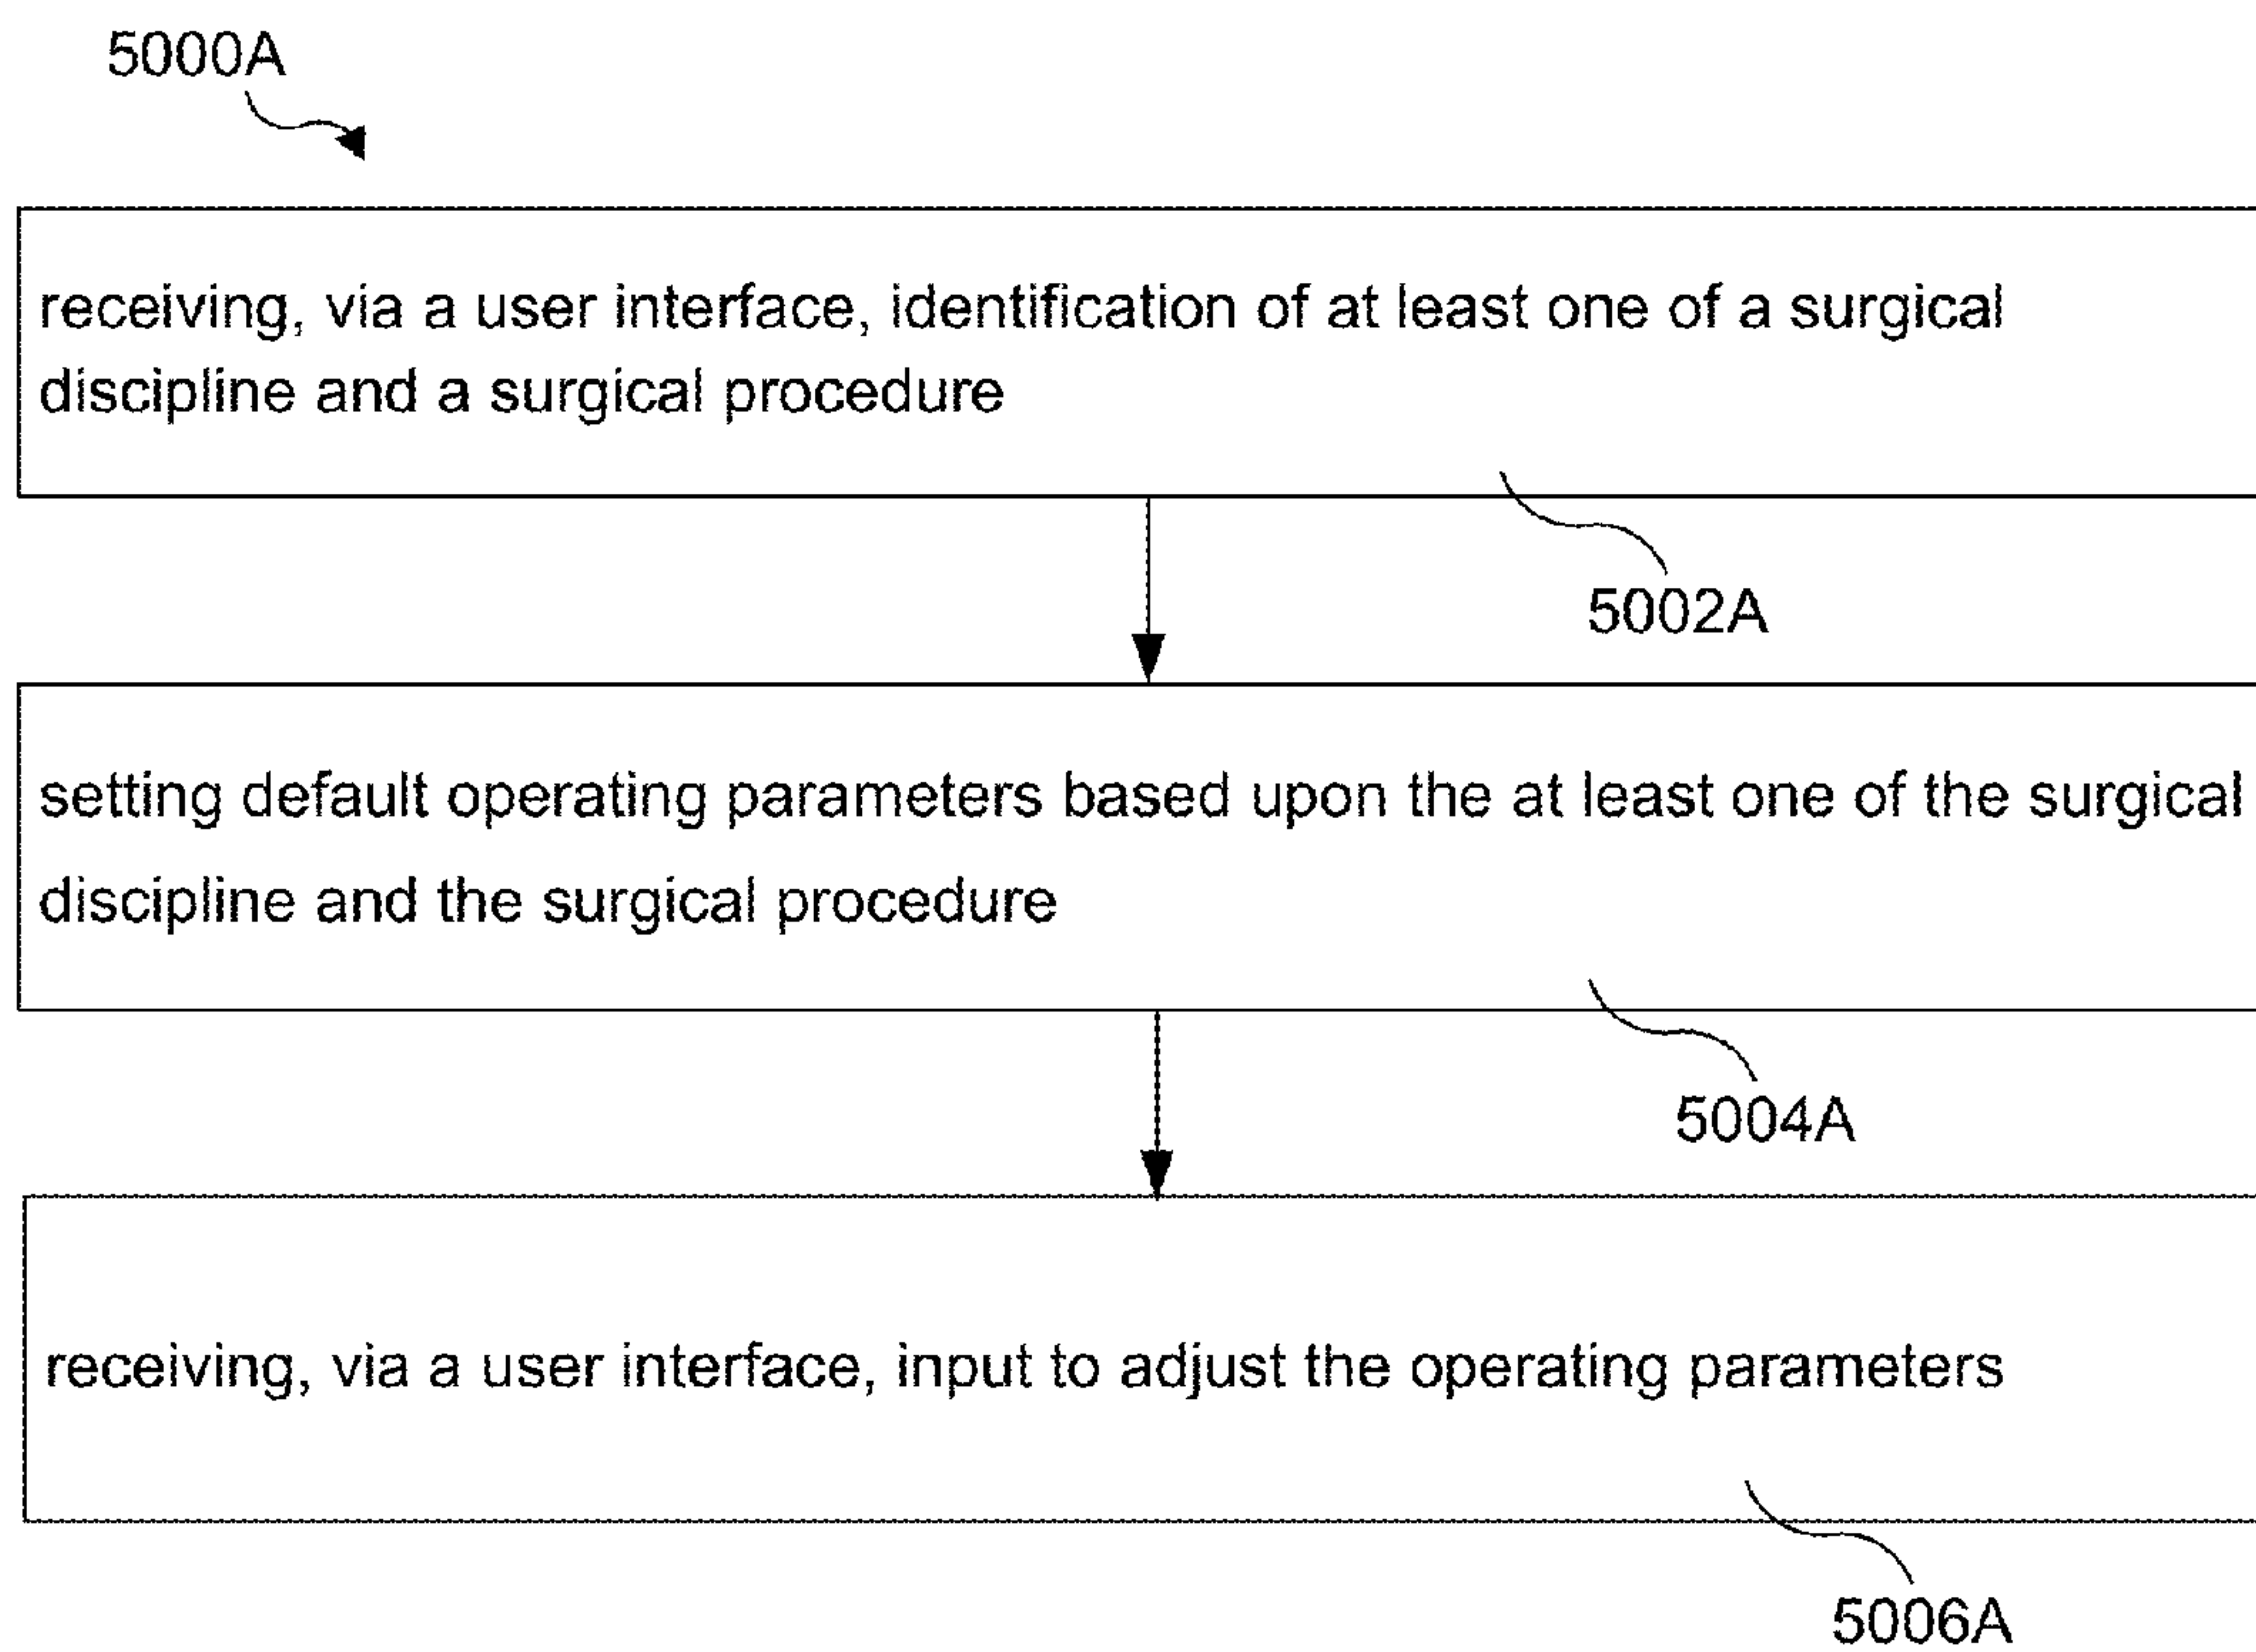 5000A
receiving, via a user interface, identification of at least one of a surgical
discipline and a surgical procedure
5002A
setting default operating parameters based upon the at least one of the surgical
discipline and the surgical procedure
5004A
receiving, via a user interface, input to adjust the operating parameters
5006A